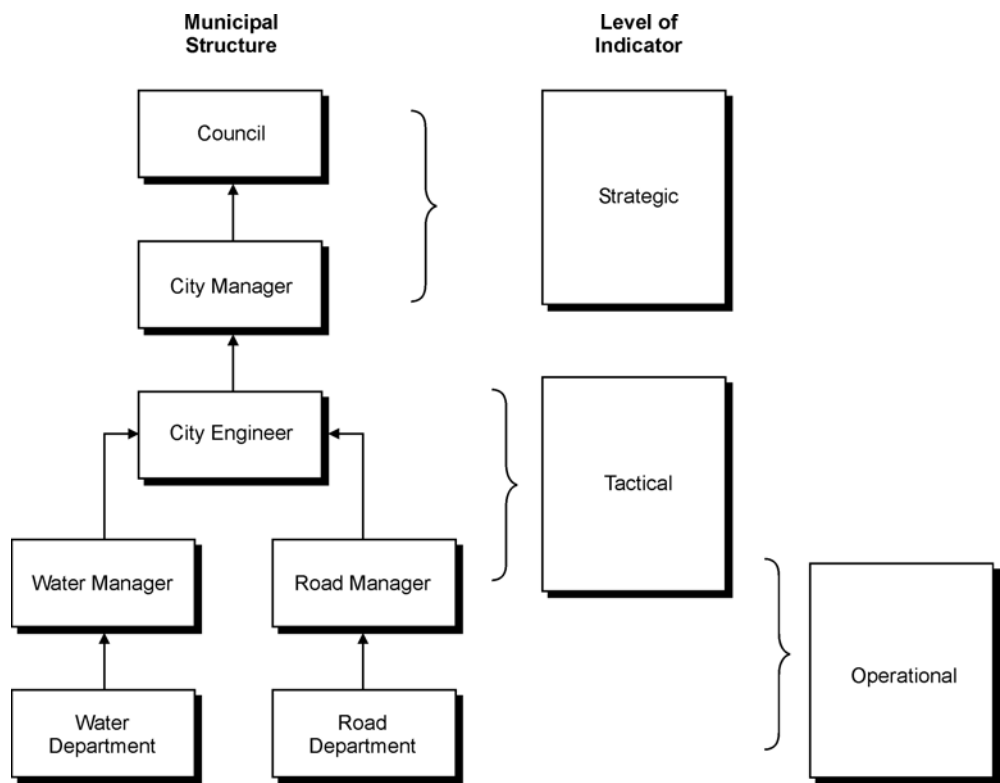 Municipal
Structure
Level of
Indicator
Council
Strategic
City Manager
City Engineer
Tactical
Water Manager
Road Manager
Operational
Water
Department
Road
Department